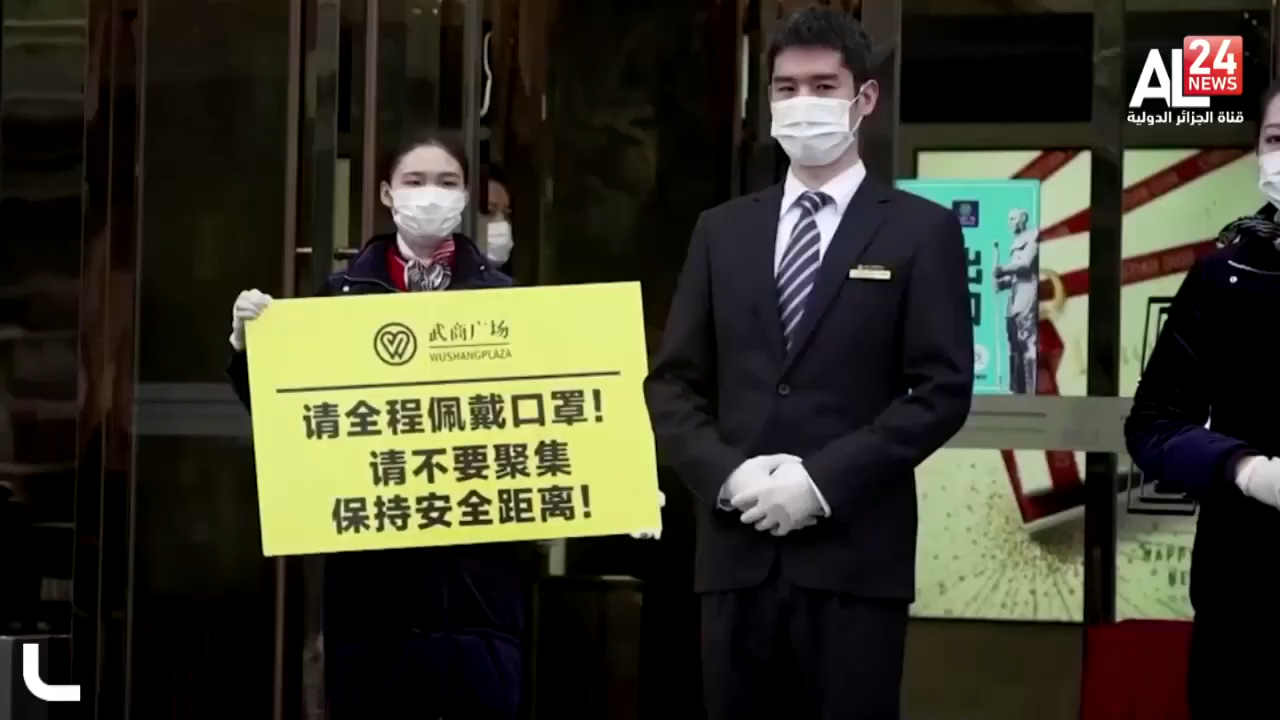 AL 24
NEWS
قناة الجزائر الدولية
武商广场
WUSHANGPLAZA
请全程佩戴口罩!
请不要聚集
保持安全距离!